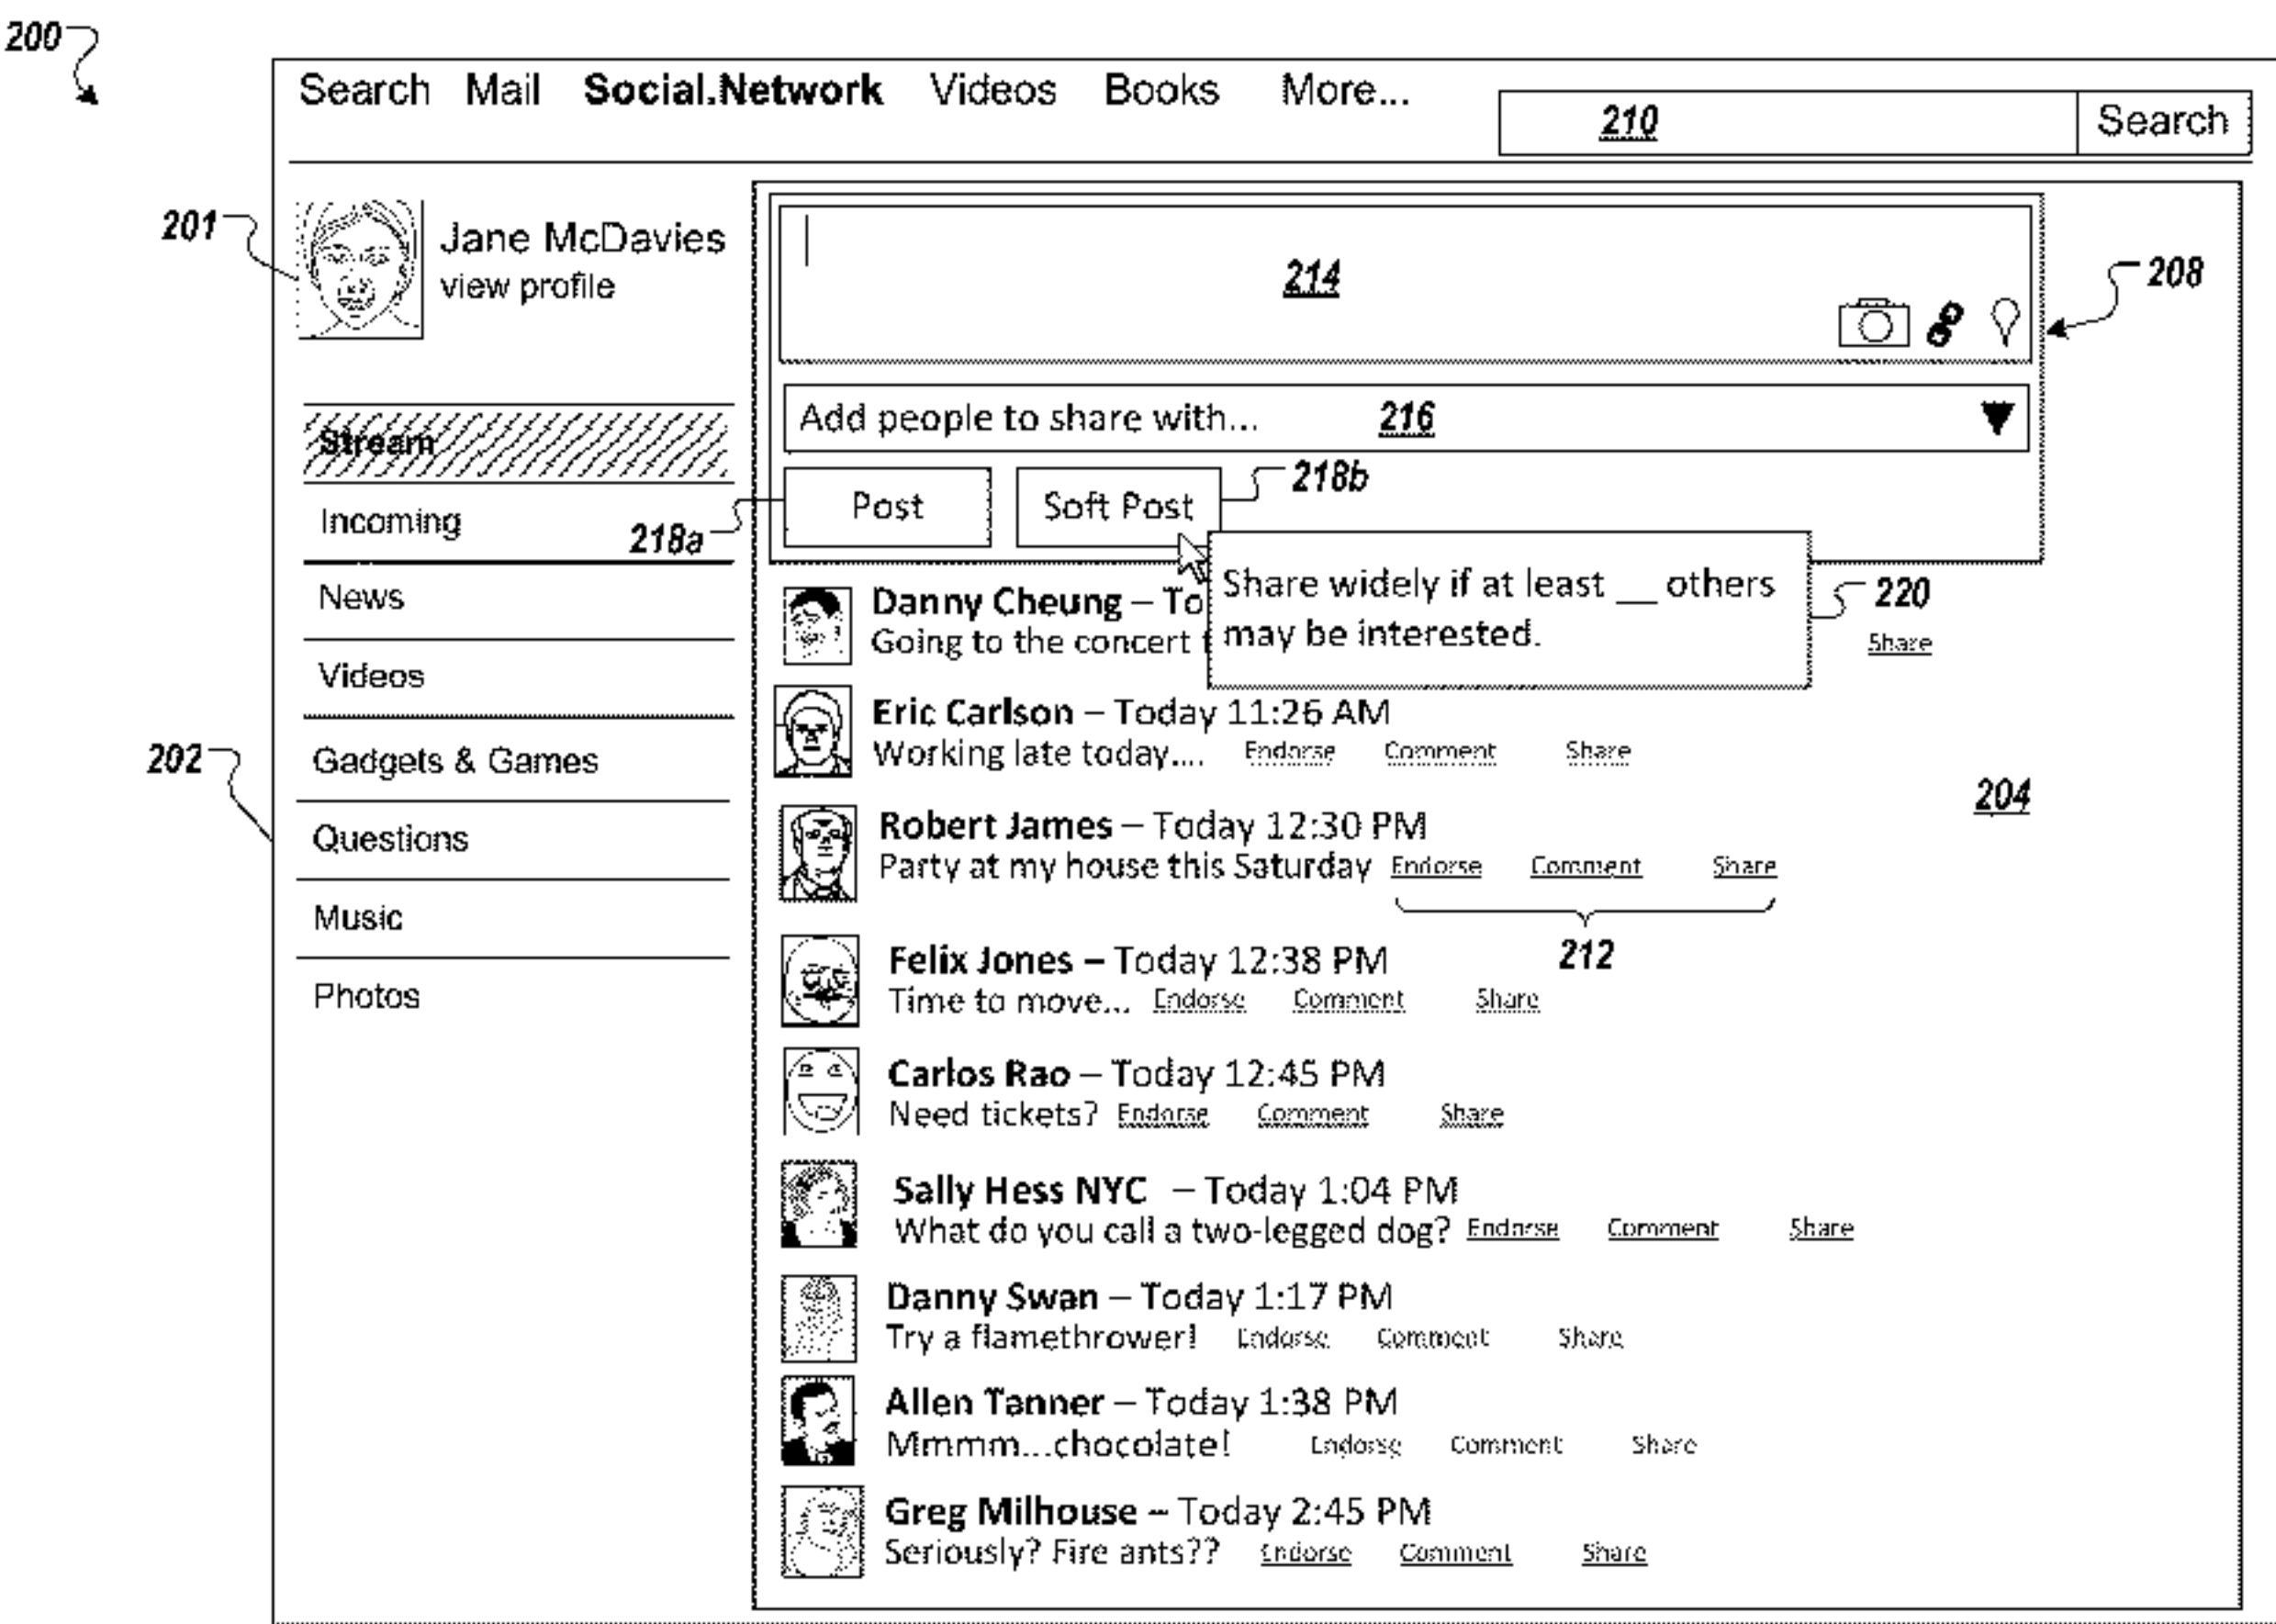 200
Search Mail Social.Network Videos Books More...
210 Search
201 Jane McDavies
view profile
214
208
Add people to share with... 216
Stream
Post Soft Post 218b
Incoming 218a
Share widely if at least __ others
may be interested.
220
News
Danny Cheung – To
Going to the concert
Share
Videos
Eric Carlson – Today 11:26 AM
Working late today.... Endorse Comment Share
202
Gadgets & Games
204
Robert James – Today 12:30 PM
Party at my house this Saturday Endorse Comment Share
Questions
212
Music
Felix Jones – Today 12:38 PM
Time to move... Endorse Comment Share
Photos
Carlos Rao – Today 12:45 PM
Need tickets? Endorse Comment Share
Sally Hess NYC – Today 1:04 PM
What do you call a two-legged dog? Endorse Comment Share
Danny Swan – Today 1:17 PM
Try a flamethrower! Endorse Comment Share
Allen Tanner – Today 1:38 PM
Mmmm...chocolate! Endorse Comment Share
Greg Milhouse – Today 2:45 PM
Seriously? Fire ants?? Endorse Comment Share